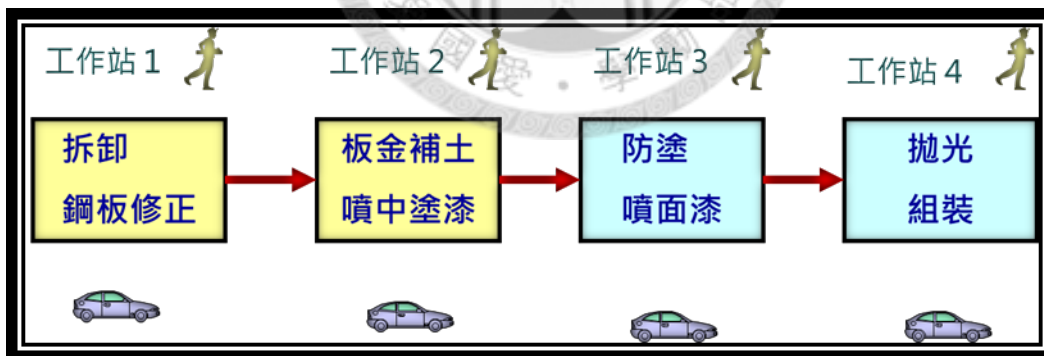 工作站 1
工作站 2
工作站 3
工作站 4
拆卸
鋼板修正
板金補土
噴中塗漆
防塗
噴面漆
拋光
組裝